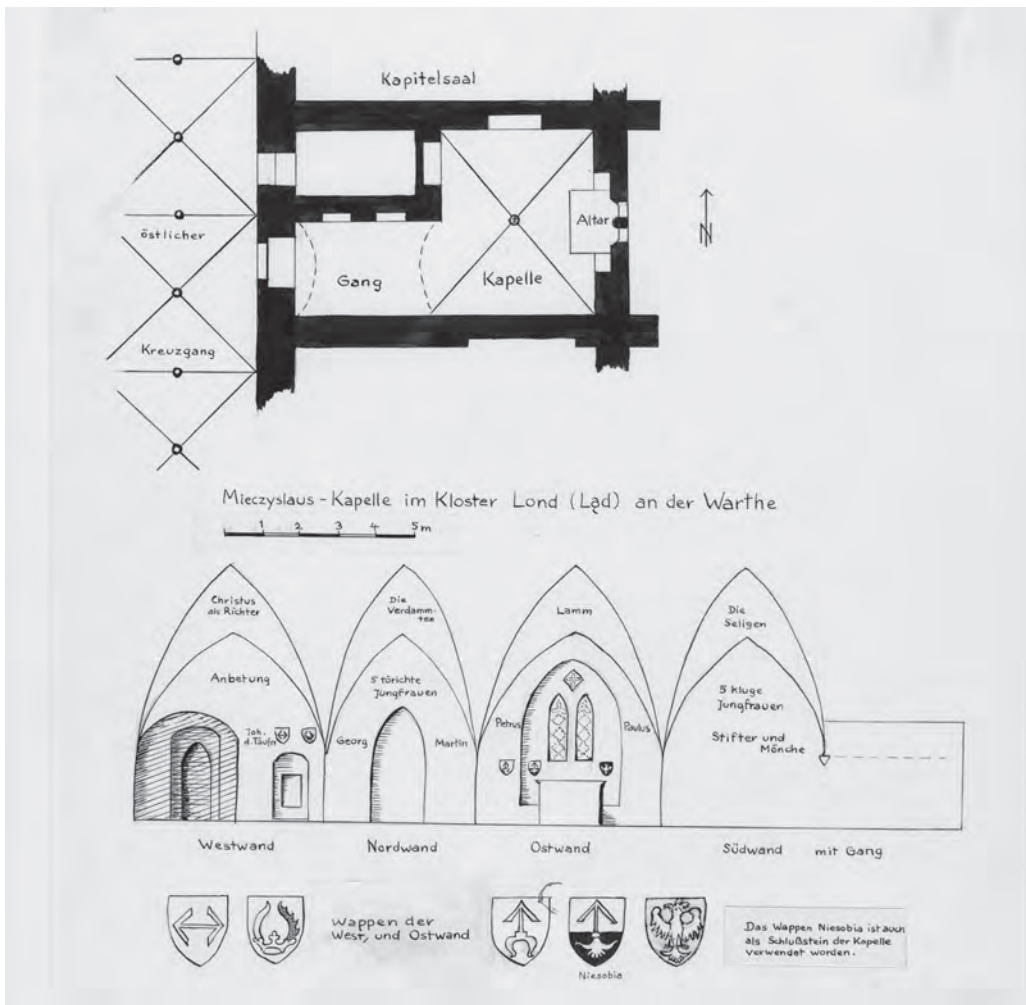 Kapitelsaal
Altar
N
östlicher
Gang
Kapelle
Kreuzgang
Mieczyslaus - Kapelle im Kloster Lond (Ląd) an der Warthe
1 2 3 4 5 m
Christus
als Richter
Die
Verdamm-
ten
Lamm
Die
Seligen
Anbetung
5 törichte
Jungfrauen
5 kluge
Jungfrauen
Joh.
d. Täufer
Georg
Martin
Petrus
Paulus
Stifter und
Mönche
Westwand
Nordwand
Ostwand
Südwand mit Gang
Wappen der
West, und Ostwand
Niesobia
Das Wappen Niesobia ist auch
als Schlußstein der Kapelle
verwendet worden.